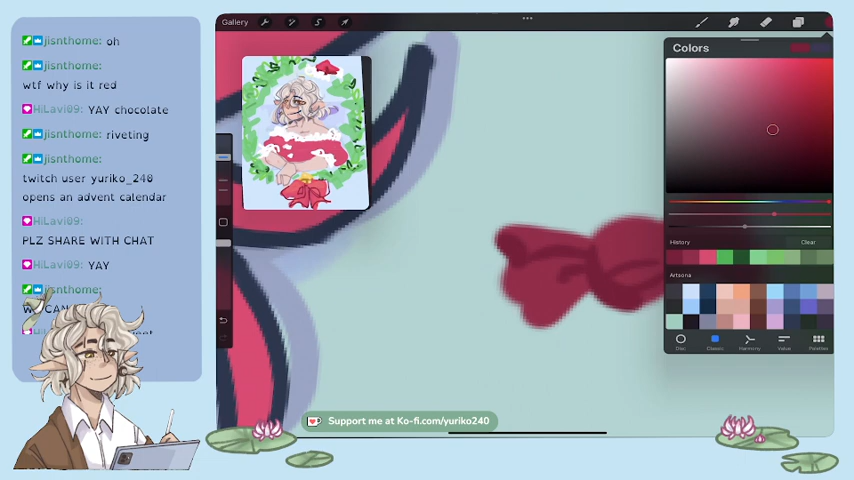 jisnthome: oh
jisnthome:
wtf why is it red
HiLavi09: YAY chocolate
jisnthome: riveting
jisnthome:
twitch user yuriko_240
opens an advent calendar
HiLavi09:
PLZ SHARE WITH CHAT
HiLavi09: YAY
jisnthome:
Gallery
Colors
History
Clear
Artsona
Disc
Classic
Harmony
Value
Palettes
Support me at Ko-fi.com/yuriko240